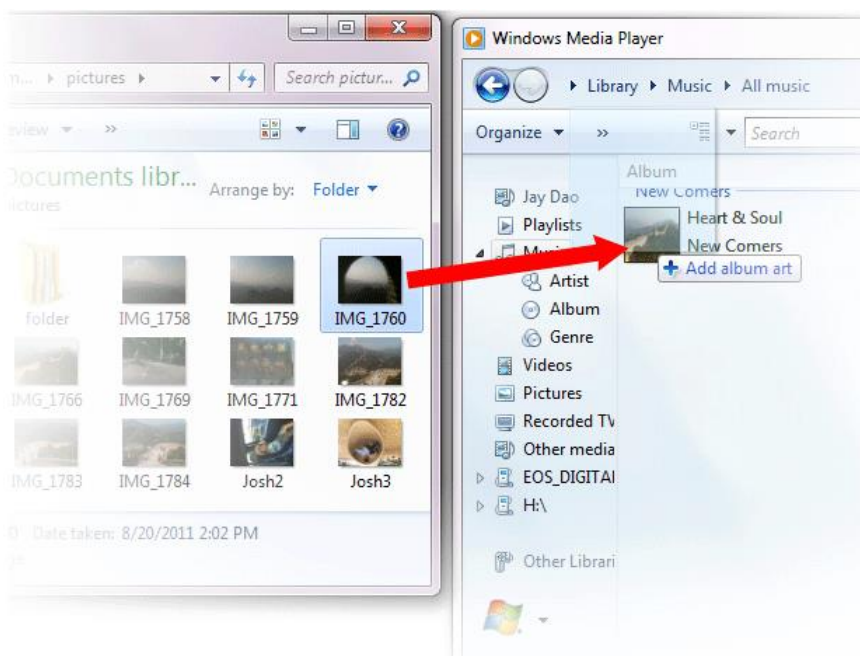 pictures
Search pictur...
Documents libr...
pictures
Arrange by: Folder
folder
IMG_1758
IMG_1759
IMG_1760
IMG_1766
IMG_1769
IMG_1771
IMG_1782
IMG_1783
IMG_1784
Josh2
Josh3
Date taken: 8/20/2011 2:02 PM
Windows Media Player
Library
Music
All music
Organize
»
Search
Album
Jay Dao
Playlists
Artist
Album
Genre
Videos
Pictures
Recorded TV
Other media
EOS_DIGITAL
H:\
Other Librari
New Comers
Heart & Soul
New Comers
Add album art